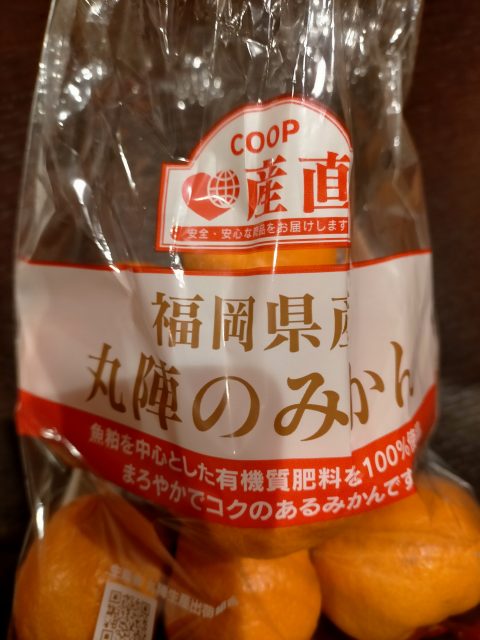 COOP
産直
安全・安心な商品をお届けします
福岡県産
丸陣のみかん
魚粕を中心とした有機質肥料を100%使用
まろやかでコクのあるみかんです